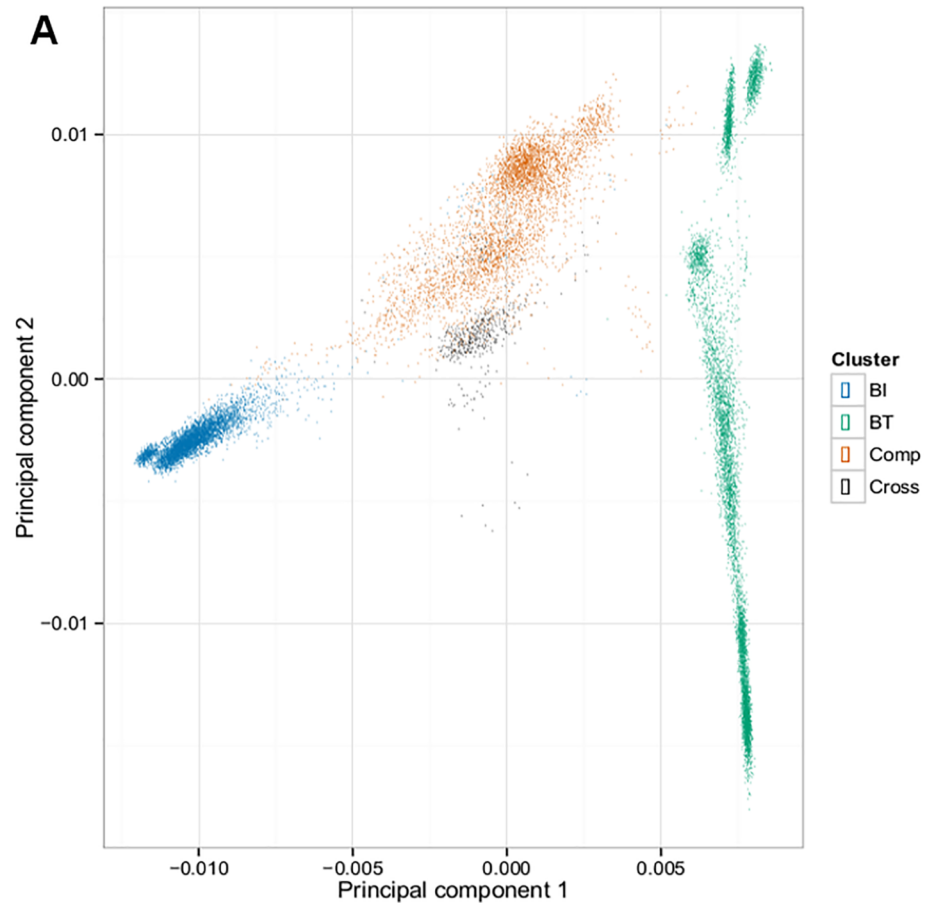 A
Principal component 2
0.01
0.00
−0.01
−0.010
−0.005
0.000
0.005
Principal component 1
Cluster
BI
BT
Comp
Cross